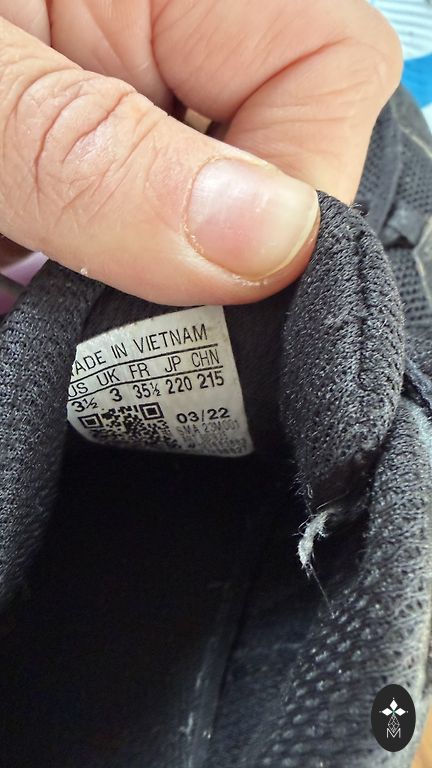 ADE IN VIETNAM
US UK FR JP CHN
3½ 3 35½ 220 215
03/22